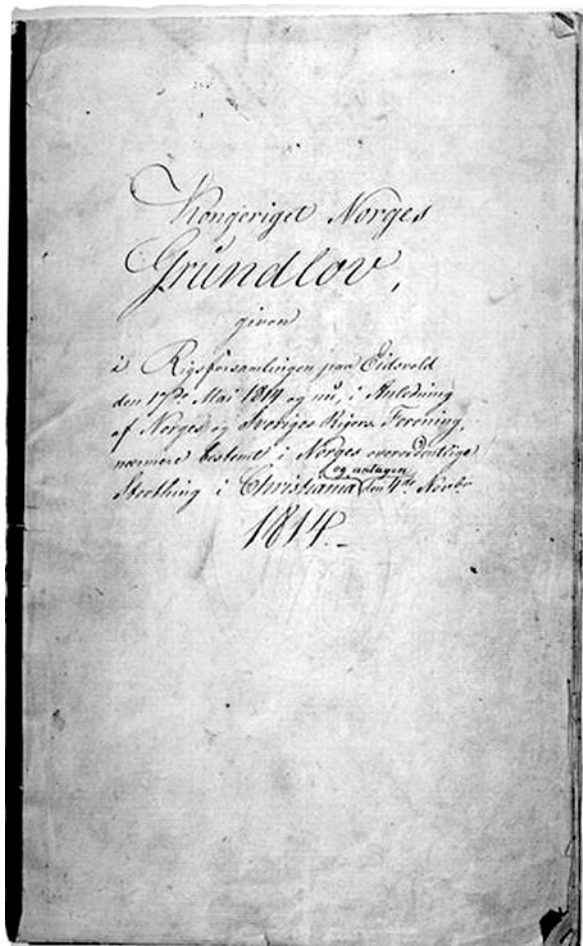 Kongeriget Norges
Grundlov,
given
i Rigsforsamlingen paa Eidsvold
den 17de Mai 1814 og nu, i Anledning
af Norges og Sveriges Rigers Forening,
nærmere bestemt i Norges overordentlige
og antagen
Storthing i Christiania den 4de Novbr
1814.